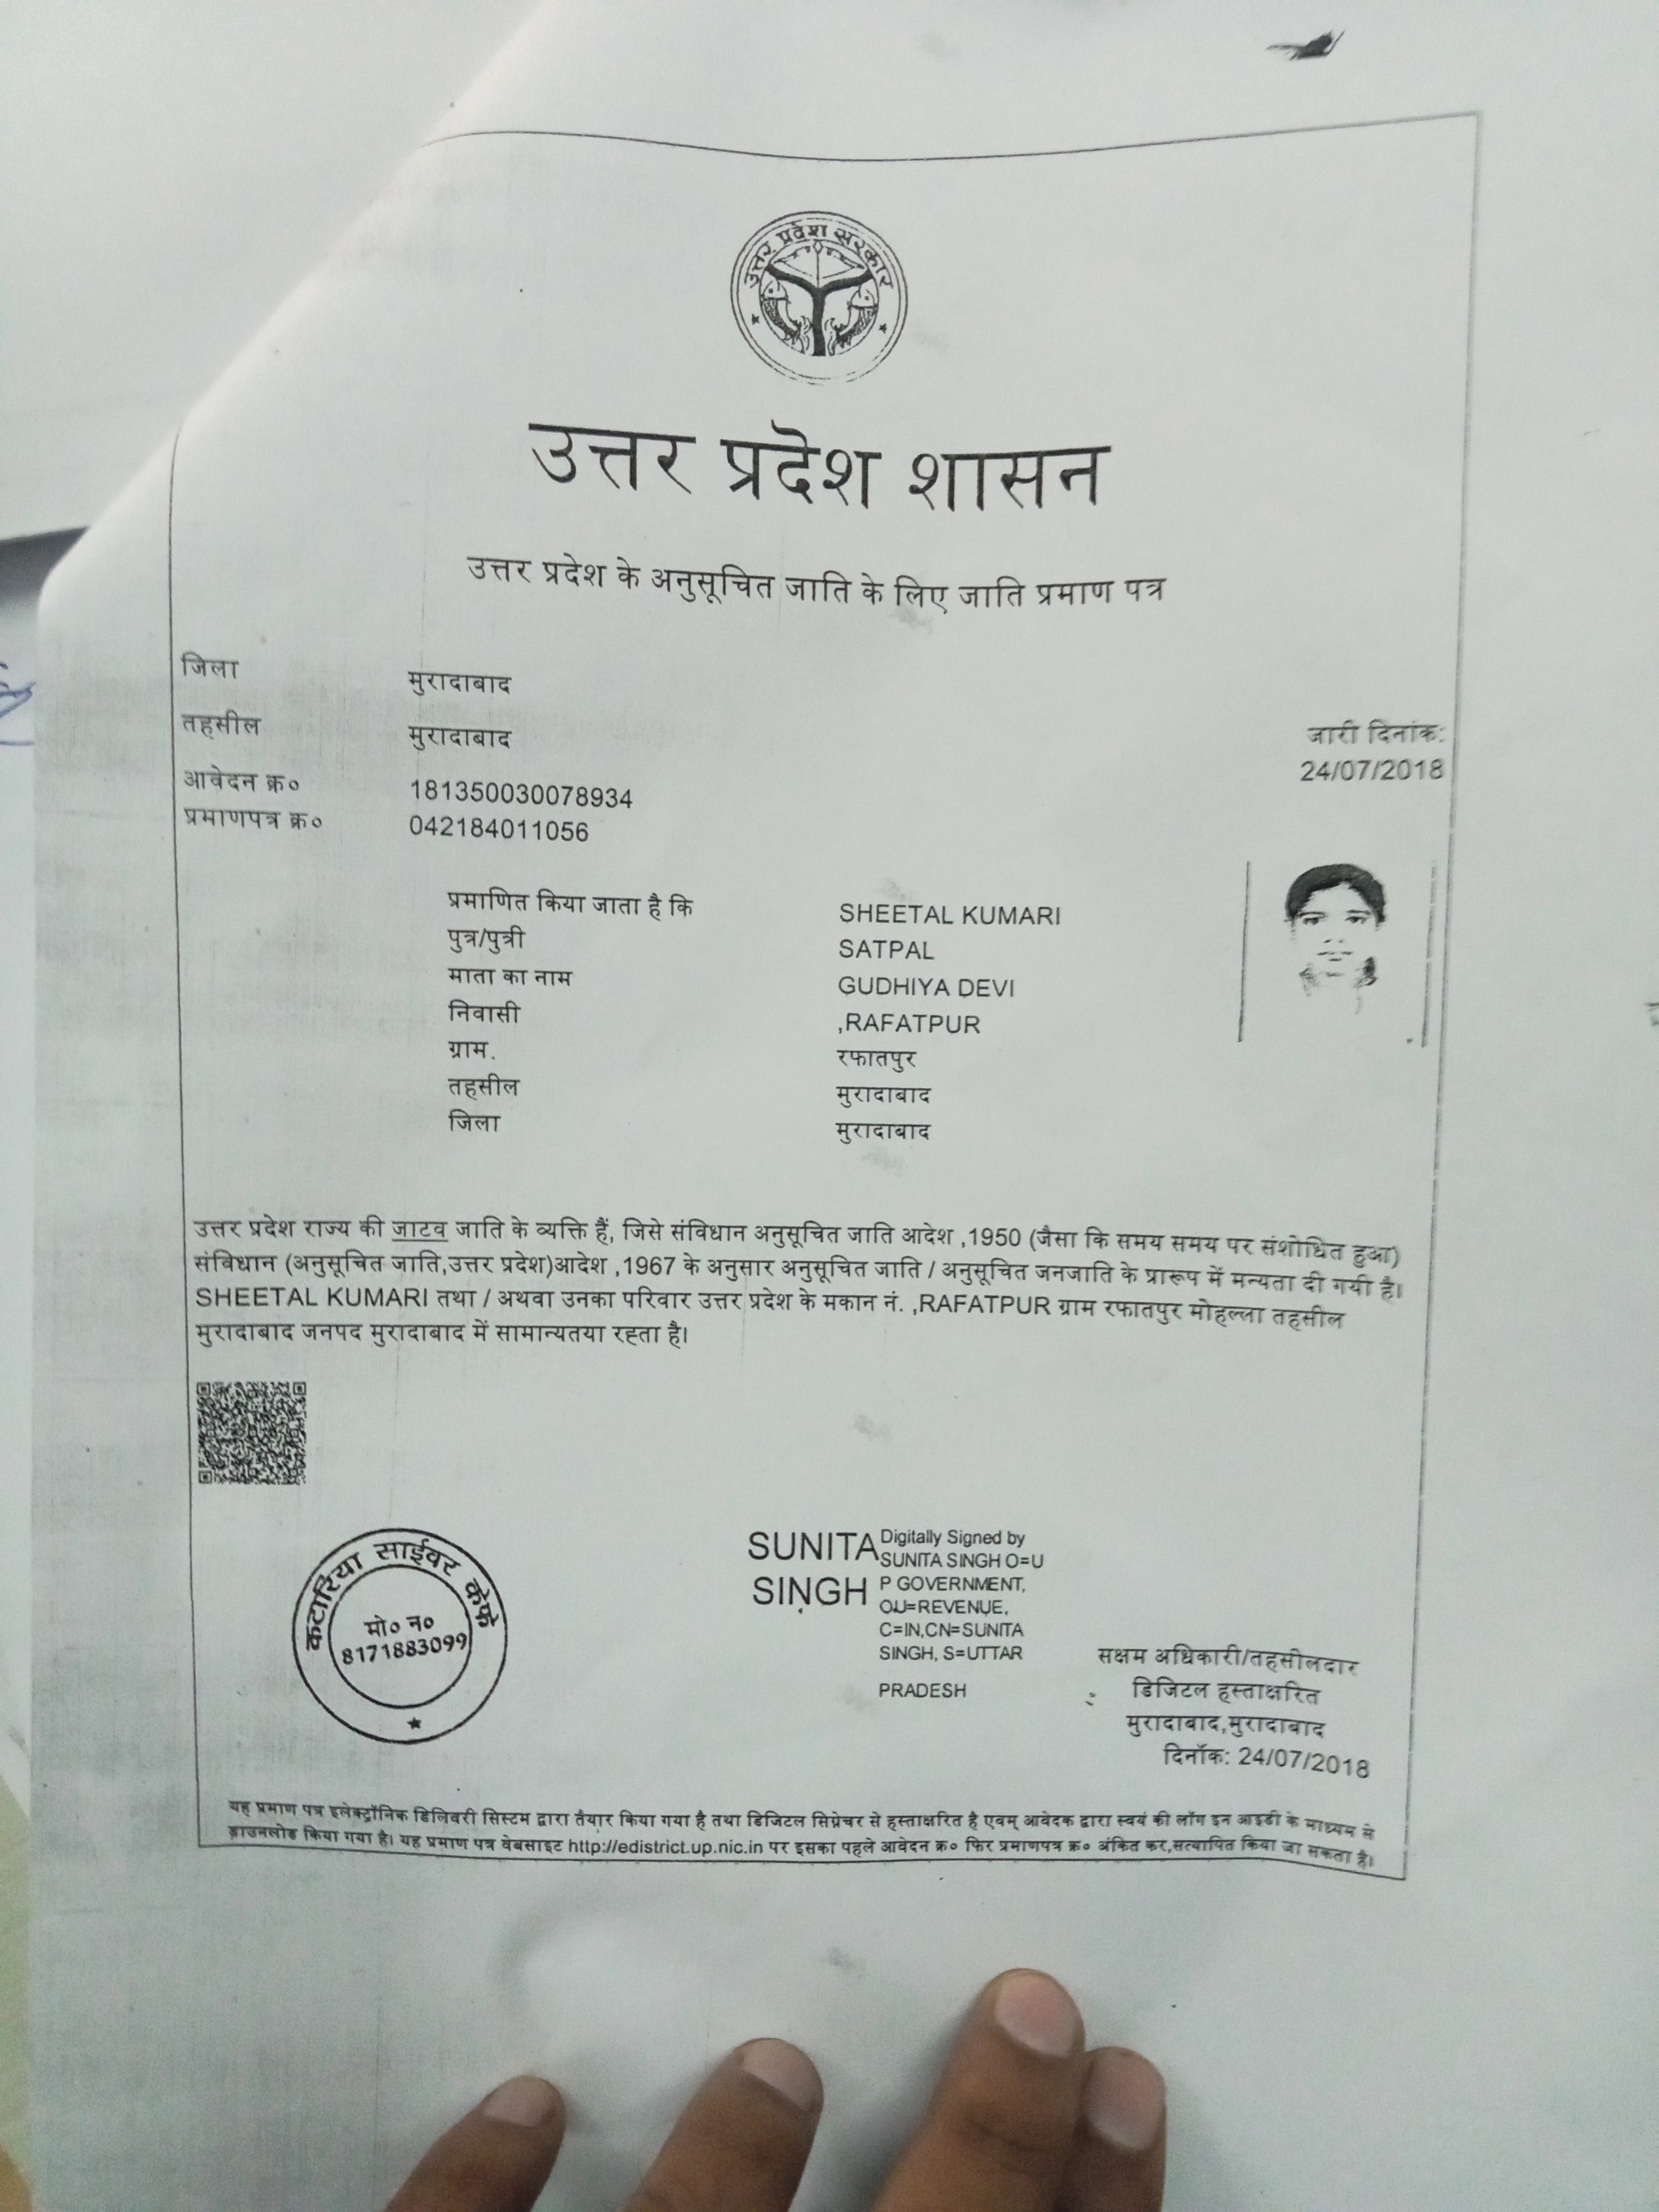 उत्तर प्रदेश सरकार
उत्तर प्रदेश शासन
उत्तर प्रदेश के अनुसूचित जाति के लिए जाति प्रमाण पत्र
जिला मुरादाबाद
तहसील मुरादाबाद
जारी दिनांक:
24/07/2018
आवेदन क्र० 181350030078934
प्रमाणपत्र क्र० 042184011056
प्रमाणित किया जाता है कि SHEETAL KUMARI
पुत्र/पुत्री SATPAL
माता का नाम GUDHIYA DEVI
निवासी ,RAFATPUR
ग्राम. रफातपुर
तहसील मुरादाबाद
जिला मुरादाबाद
उत्तर प्रदेश राज्य की जाटव जाति के व्यक्ति हैं, जिसे संविधान अनुसूचित जाति आदेश ,1950 (जैसा कि समय समय पर संशोधित हुआ)
संविधान (अनुसूचित जाति,उत्तर प्रदेश)आदेश ,1967 के अनुसार अनुसूचित जाति / अनुसूचित जनजाति के प्रारूप में मन्यता दी गयी है।
SHEETAL KUMARI तथा / अथवा उनका परिवार उत्तर प्रदेश के मकान नं. ,RAFATPUR ग्राम रफातपुर मोहल्ला तहसील
मुरादाबाद जनपद मुरादाबाद में सामान्यतया रहता है।
कटारिया साईवर केफे
मो० न०
8171883099
SUNITA
SINGH
Digitally Signed by
SUNITA SINGH O=U
P GOVERNMENT,
OU=REVENUE,
C=IN,CN=SUNITA
SINGH, S=UTTAR
PRADESH
सक्षम अधिकारी/तहसीलदार
डिजिटल हस्ताक्षरित
मुरादाबाद,मुरादाबाद
दिनॉक: 24/07/2018
यह प्रमाण पत्र इलेक्ट्रॉनिक डिलिवरी सिस्टम द्वारा तैयार किया गया है तथा डिजिटल सिग्नेचर से हस्ताक्षरित है एवम् आवेदक द्वारा स्वयं की लॉग इन आइडी के माध्यम से
डाउनलोड किया गया है। यह प्रमाण पत्र वेबसाइट http://edistrict.up.nic.in पर इसका पहले आवेदन क्र० फिर प्रमाणपत्र क्र० अंकित कर,सत्यापित किया जा सकता है।